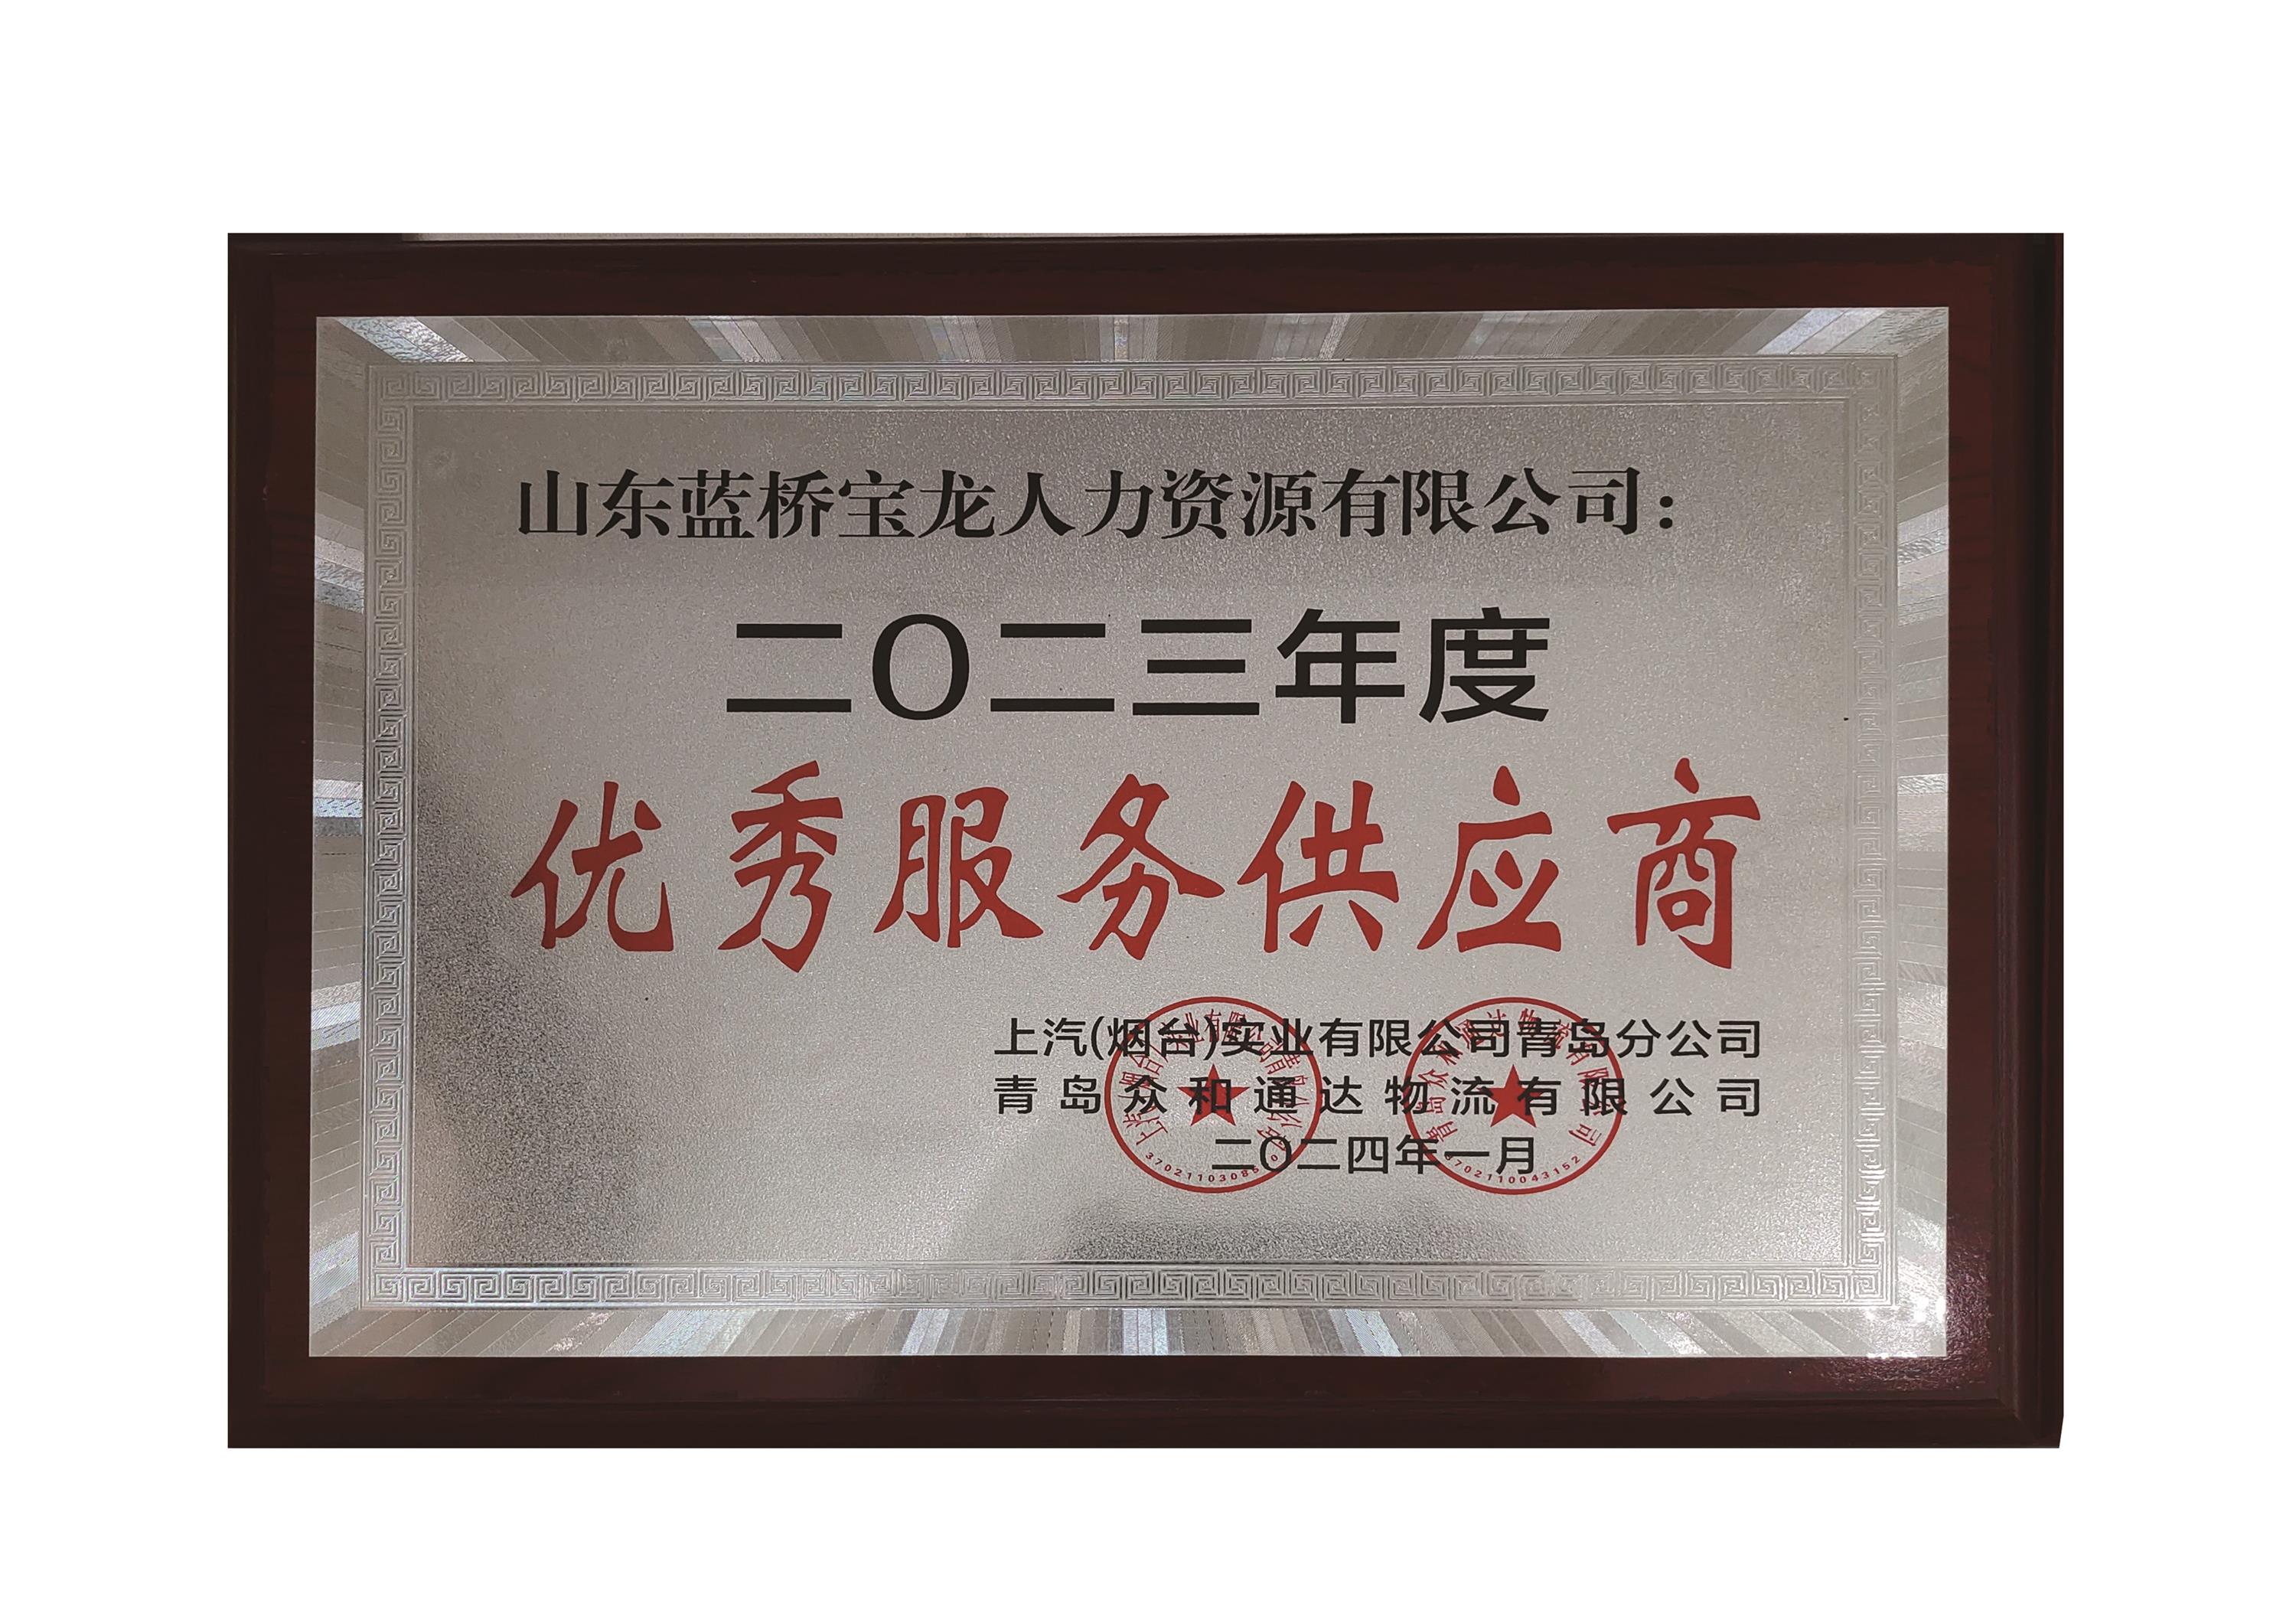 山东蓝桥宝龙人力资源有限公司：
二〇二三年度
优秀服务供应商
上汽(烟台)实业有限公司青岛分公司
青岛众和通达物流有限公司
二〇二四年一月
3702110043152